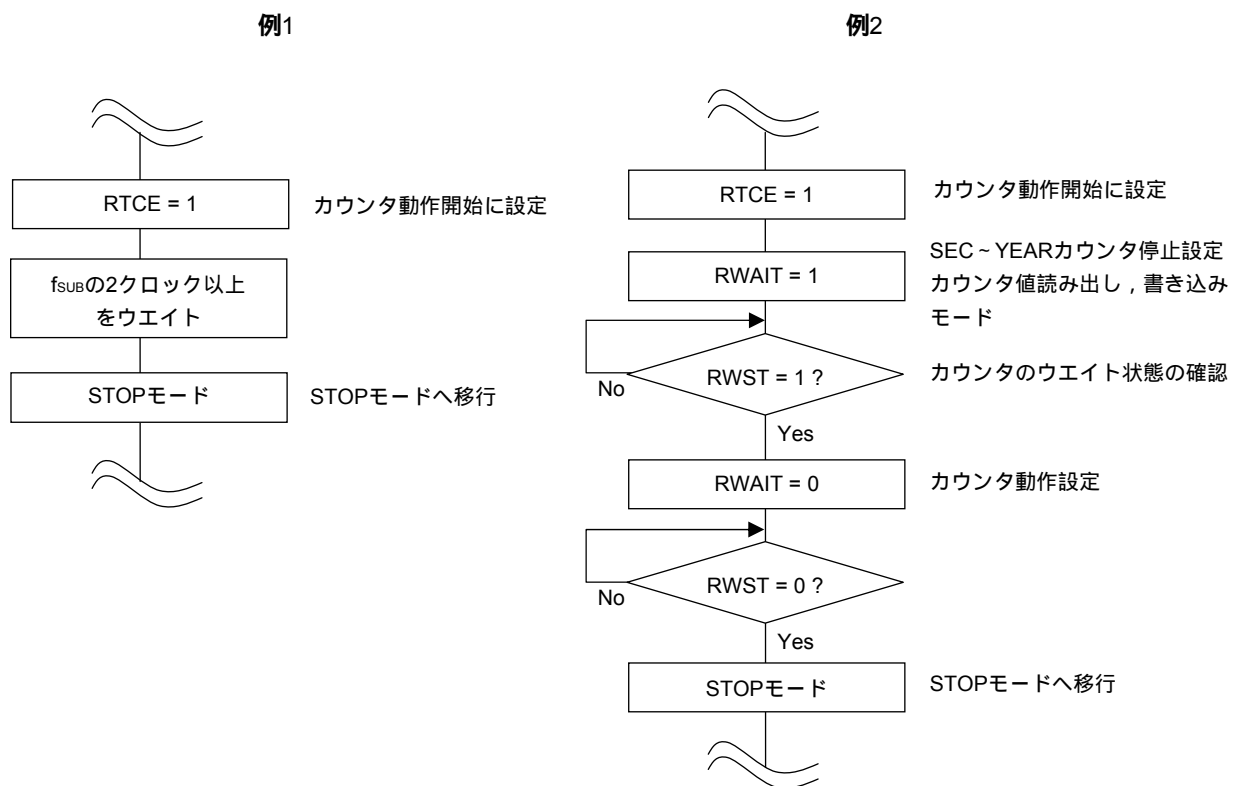 例1
RTCE = 1
カウンタ動作開始に設定
fSUBの2クロック以上
をウエイト
STOPモード
STOPモードへ移行
例2
RTCE = 1
カウンタ動作開始に設定
RWAIT = 1
SEC~YEARカウンタ停止設定
カウンタ値読み出し,書き込み
モード
RWST = 1 ?
カウンタのウエイト状態の確認
No
Yes
RWAIT = 0
カウンタ動作設定
RWST = 0 ?
No
Yes
STOPモード
STOPモードへ移行